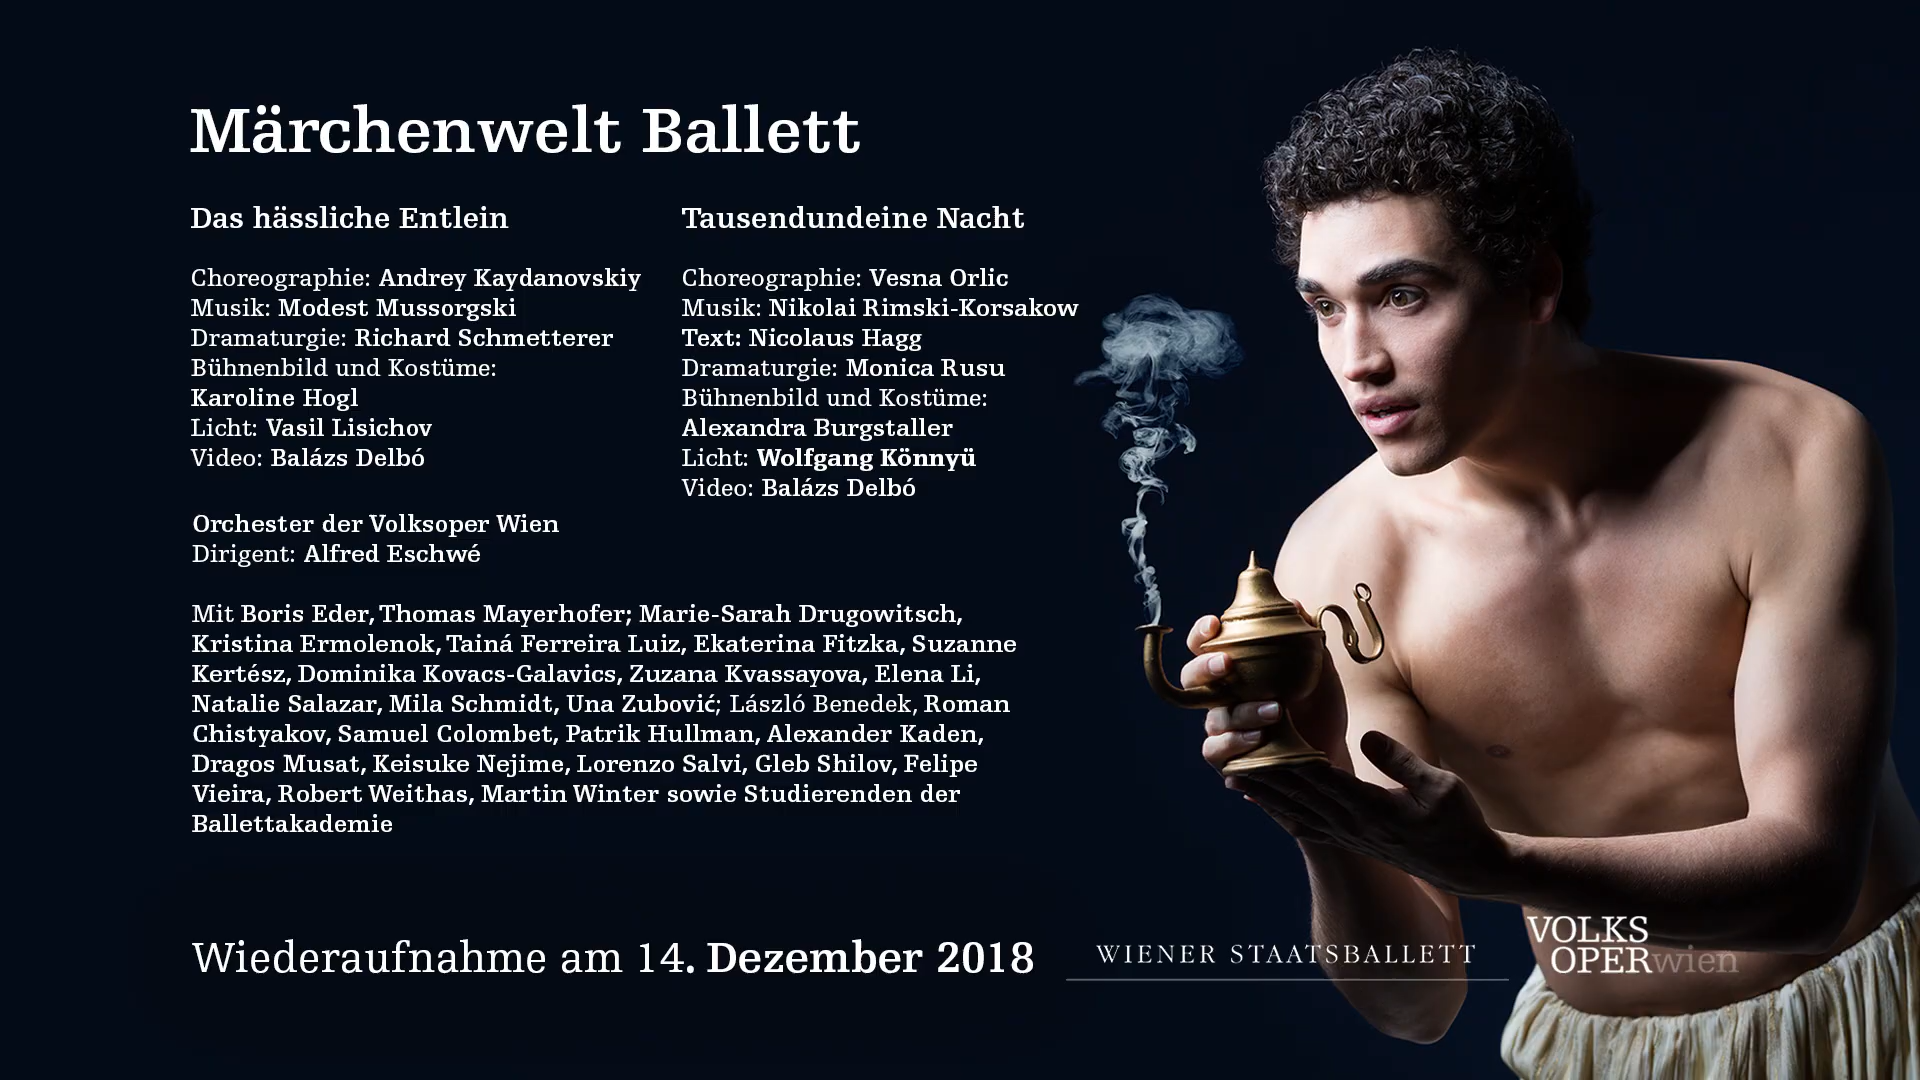 Märchenwelt Ballett
Das hässliche Entlein
Choreographie: Andrey Kaydanovskiy
Musik: Modest Mussorgski
Dramaturgie: Richard Schmetterer
Bühnenbild und Kostüme:
Karoline Hogl
Licht: Vasil Lisichov
Video: Balázs Delbó
Tausendundeine Nacht
Choreographie: Vesna Orlic
Musik: Nikolai Rimski-Korsakow
Text: Nicolaus Hagg
Dramaturgie: Monica Rusu
Bühnenbild und Kostüme:
Alexandra Burgstaller
Licht: Wolfgang Könnyü
Video: Balázs Delbó
Orchester der Volksoper Wien
Dirigent: Alfred Eschwé
Mit Boris Eder, Thomas Mayerhofer; Marie-Sarah Drugowitsch,
Kristina Ermolenok, Tainá Ferreira Luiz, Ekaterina Fitzka, Suzanne
Kertész, Dominika Kovacs-Galavics, Zuzana Kvassayova, Elena Li,
Natalie Salazar, Mila Schmidt, Una Zubović; László Benedek, Roman
Chistyakov, Samuel Colombet, Patrik Hullman, Alexander Kaden,
Dragos Musat, Keisuke Nejime, Lorenzo Salvi, Gleb Shilov, Felipe
Vieira, Robert Weithas, Martin Winter sowie Studierenden der
Ballettakademie
Wiederaufnahme am 14. Dezember 2018
WIENER STAATSBALLETT
VOLKS
OPERwien